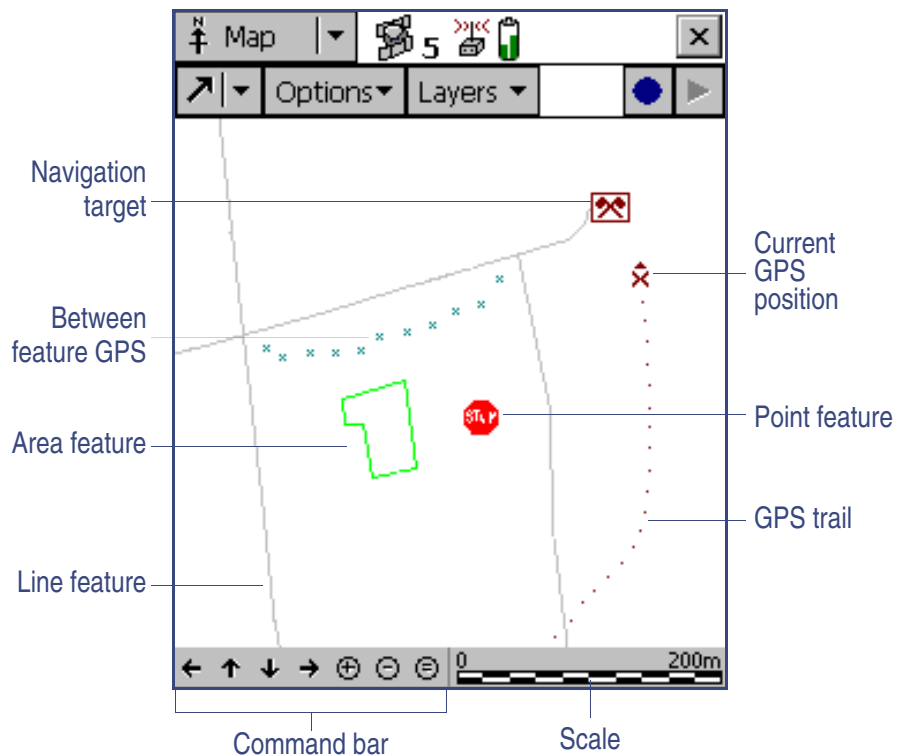 N
Map
5
Options
Layers
Navigation
target
Current
GPS
position
Between
feature GPS
STOP
Point feature
Area feature
GPS trail
Line feature
0 200m
Command bar
Scale